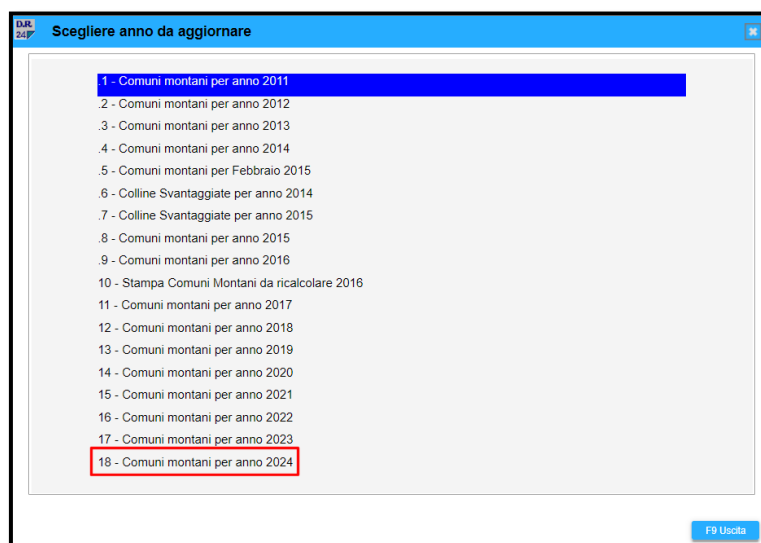 D.R.
24
Scegliere anno da aggiornare
.1 - Comuni montani per anno 2011
.2 - Comuni montani per anno 2012
.3 - Comuni montani per anno 2013
.4 - Comuni montani per anno 2014
.5 - Comuni montani per Febbraio 2015
.6 - Colline Svantaggiate per anno 2014
.7 - Colline Svantaggiate per anno 2015
.8 - Comuni montani per anno 2015
.9 - Comuni montani per anno 2016
10 - Stampa Comuni Montani da ricalcolare 2016
11 - Comuni montani per anno 2017
12 - Comuni montani per anno 2018
13 - Comuni montani per anno 2019
14 - Comuni montani per anno 2020
15 - Comuni montani per anno 2021
16 - Comuni montani per anno 2022
17 - Comuni montani per anno 2023
18 - Comuni montani per anno 2024
F9 Uscita